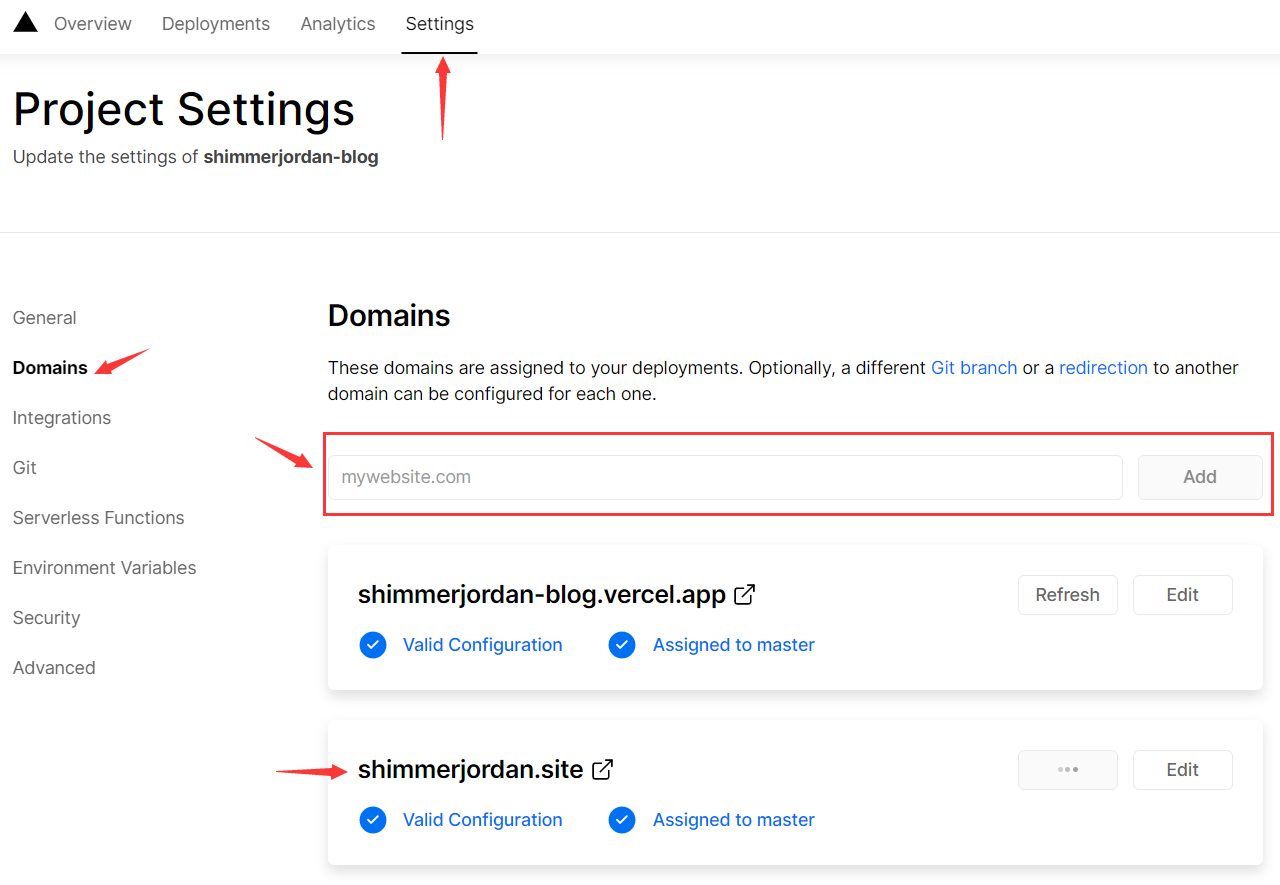 Overview Deployments Analytics Settings
Project Settings
Update the settings of shimmerjordan-blog
General
Domains
Integrations
Git
Serverless Functions
Environment Variables
Security
Advanced
Domains
These domains are assigned to your deployments. Optionally, a different Git branch or a redirection to another
domain can be configured for each one.
mywebsite.com Add
shimmerjordan-blog.vercel.app Refresh Edit
Valid Configuration Assigned to master
shimmerjordan.site ••• Edit
Valid Configuration Assigned to master